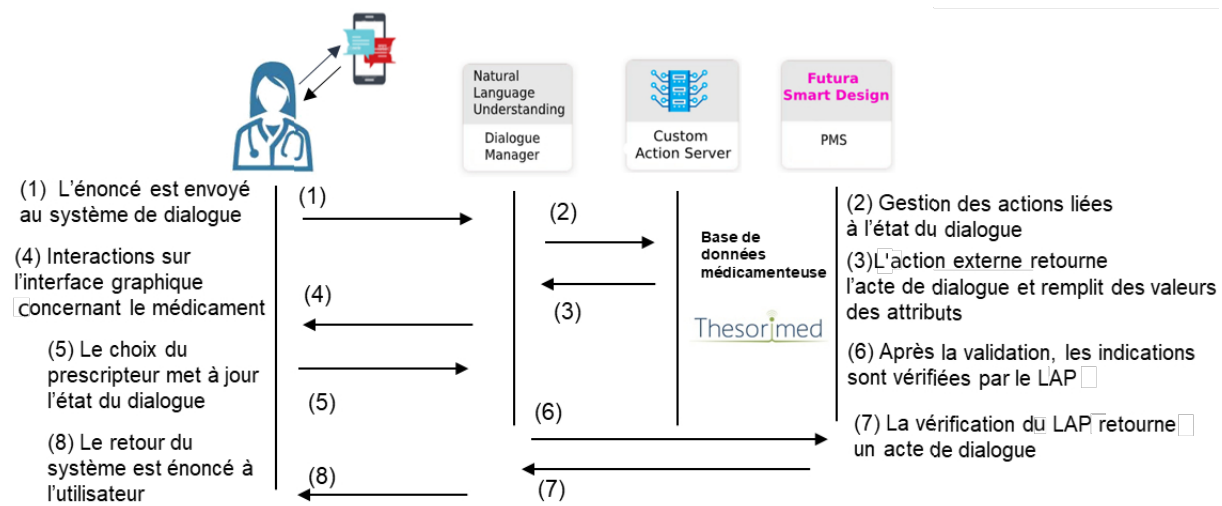 Natural
Language
Understanding
Dialogue
Manager
Custom
Action Server
Futura
Smart Design
PMS
(1) L'énoncé est envoyé
au système de dialogue
(4) Interactions sur
l'interface graphique
concernant le médicament
(5) Le choix du
prescripteur met à jour
l'état du dialogue
(8) Le retour du
système est énoncé à
l'utilisateur
(1)
(4)
(5)
(8)
(2)
(3)
(6)
(7)
Base de
données
médicamenteuse
Thesorimed
(2) Gestion des actions liées
à l'état du dialogue
(3)L'action externe retourne
l'acte de dialogue et remplit des valeurs
des attributs
(6) Après la validation, les indications
sont vérifiées par le LAP
(7) La vérification du LAP retourne
un acte de dialogue